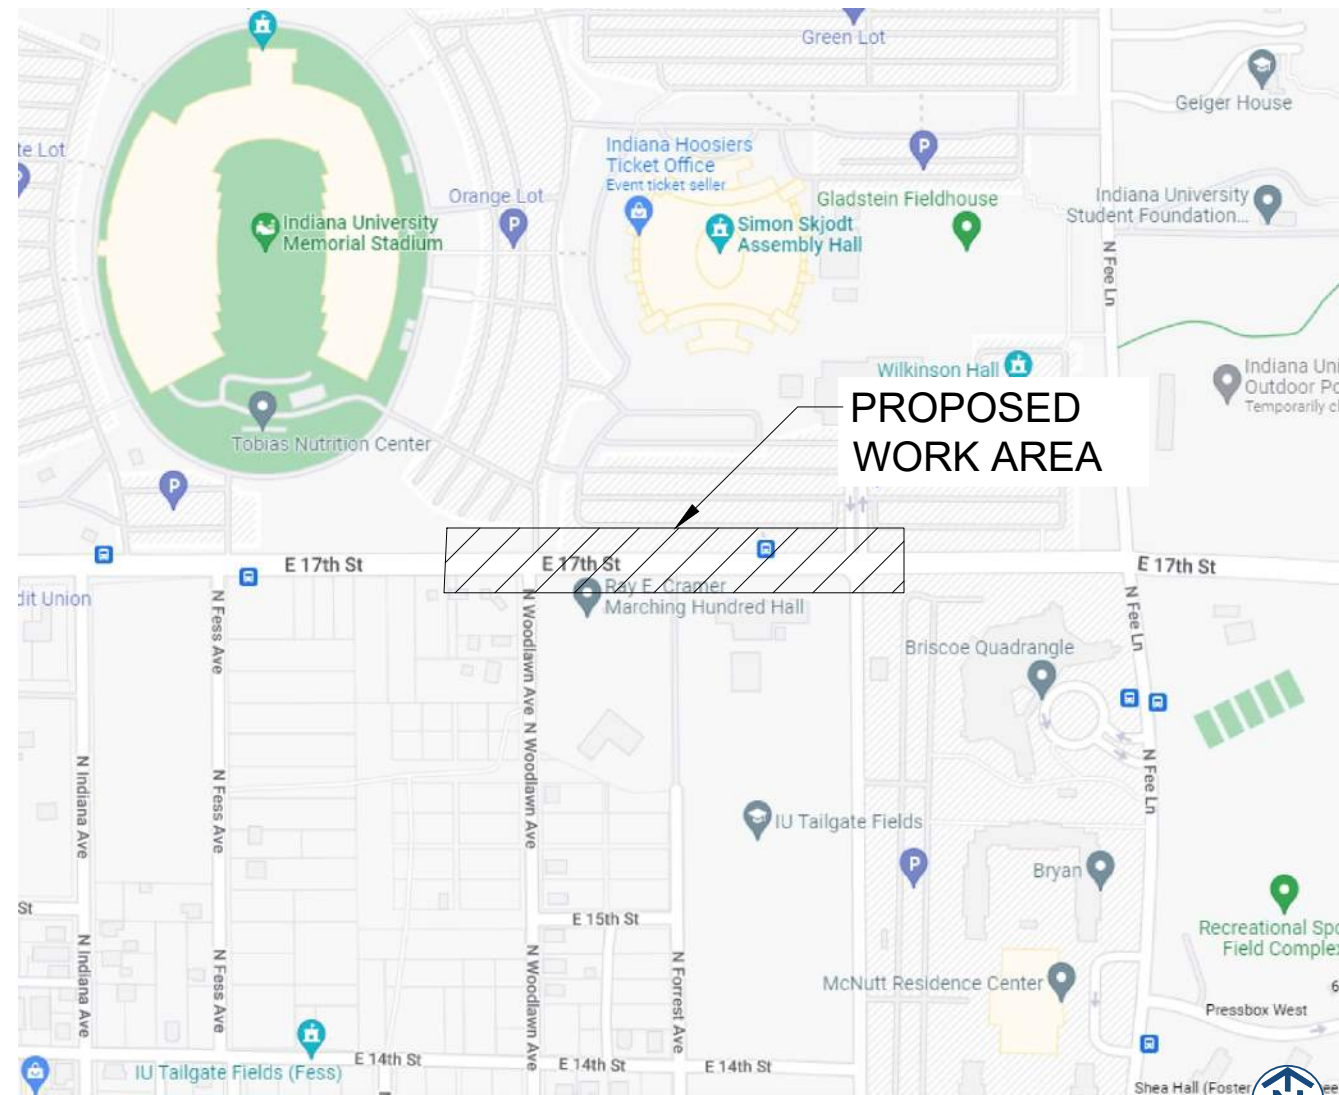 Green Lot
Geiger House
te Lot
Indiana Hoosiers
Ticket Office
Event ticket seller
Orange Lot
Gladstein Fieldhouse
Indiana University
Student Foundation...
Indiana University
Memorial Stadium
Simon Skjodt
Assembly Hall
N Fee Ln
Wilkinson Hall
Indiana Uni
Outdoor Po
Temporarily cl
PROPOSED
WORK AREA
Tobias Nutrition Center
E 17th St
E 17th St
E 17th St
dit Union
Ray E. Cramer
Marching Hundred Hall
N Fess Ave
N Woodlawn Ave
N Fee Ln
Briscoe Quadrangle
N Indiana Ave
N Fess Ave
N Woodlawn Ave
N Fee Ln
IU Tailgate Fields
Bryan
St
E 15th St
Recreational Spo
Field Complex
N Indiana Ave
N Fess Ave
N Woodlawn Ave
N Forrest Ave
McNutt Residence Center
6
Pressbox West
E 14th St
E 14th St
E 14th St
IU Tailgate Fields (Fess)
Shea Hall (Foster
ee
N